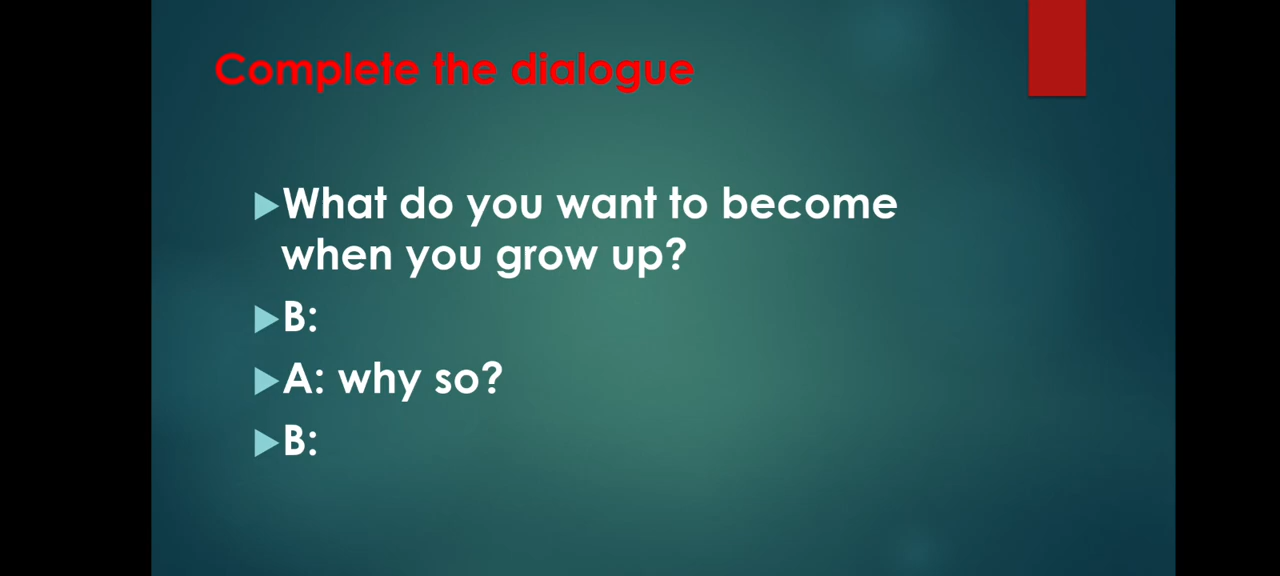 Complete the dialogue
What do you want to become
when you grow up?
B:
A: why so?
B: